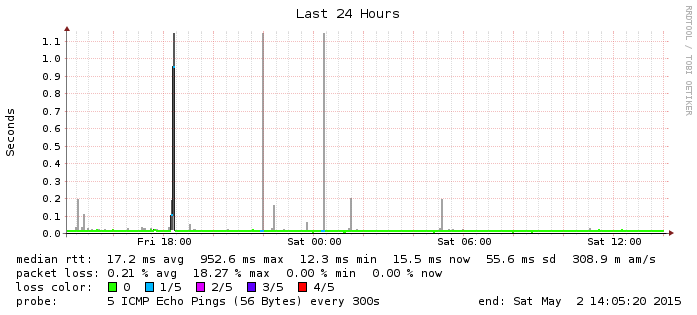 Last 24 Hours
RRDTOOL / TOBI OETIKER
Seconds
1.1
1.0
0.9
0.8
0.7
0.6
0.5
0.4
0.3
0.2
0.1
0.0
Fri 18:00 Sat 00:00 Sat 06:00 Sat 12:00
median rtt: 17.2 ms avg 952.6 ms max 12.3 ms min 15.5 ms now 55.6 ms sd 308.9 m am/s
packet loss: 0.21 % avg 18.27 % max 0.00 % min 0.00 % now
loss color: 0 1/5 2/5 3/5 4/5
probe: 5 ICMP Echo Pings (56 Bytes) every 300s end: Sat May 2 14:05:20 2015